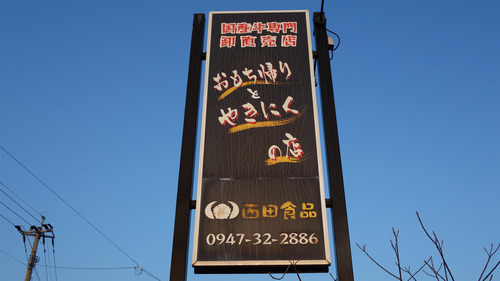 国産牛専門
卸直売店
おもち帰り
と
やきにく
の店
西田食品
0947-32-2886